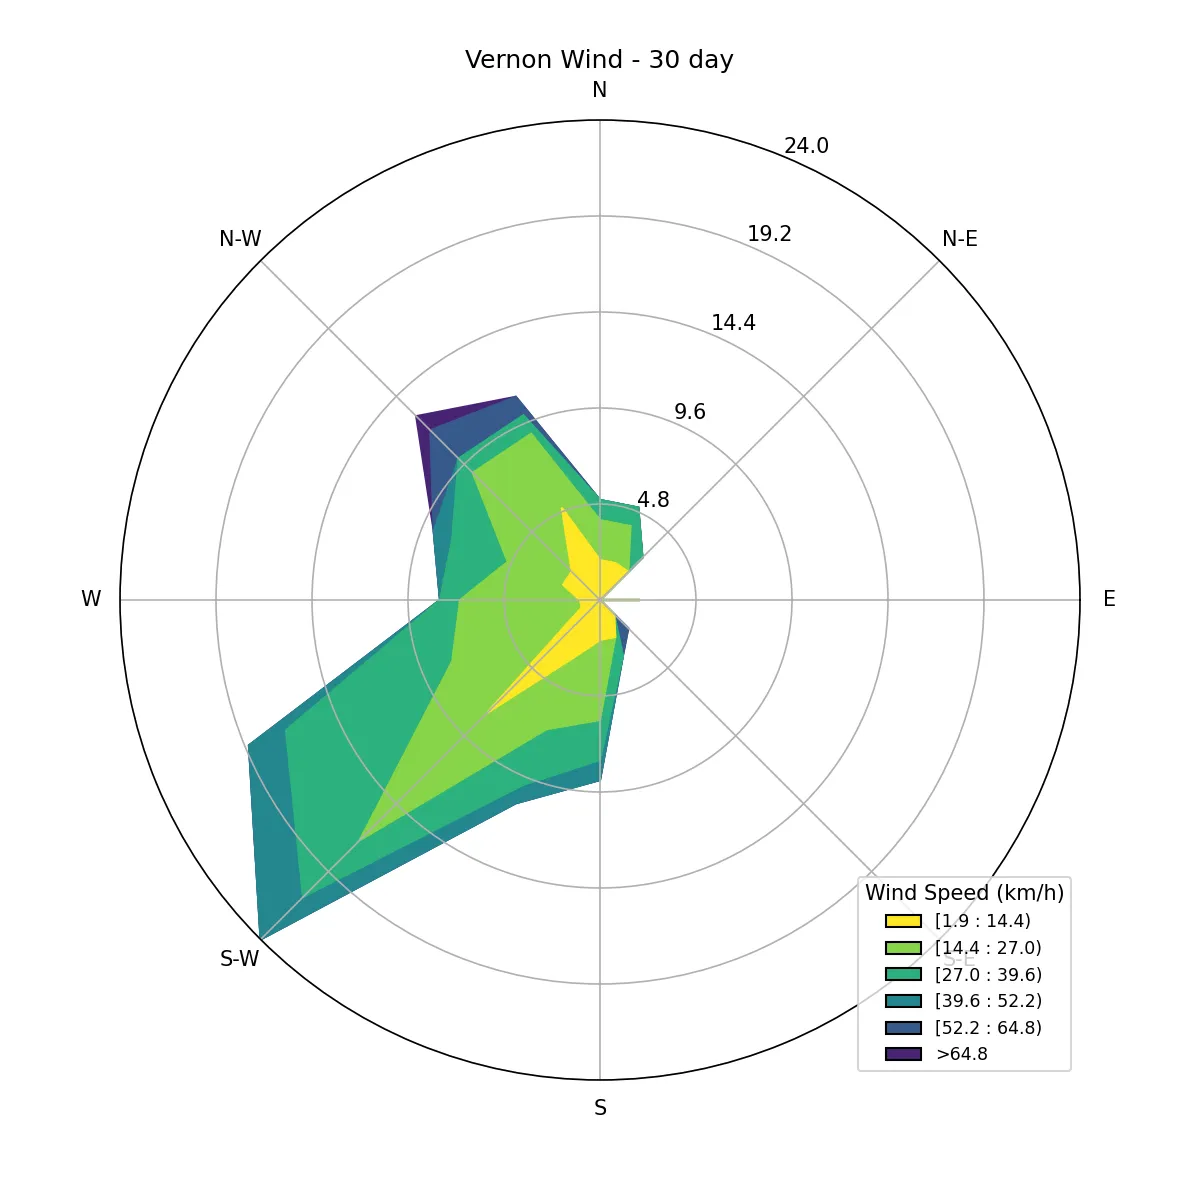 Vernon Wind - 30 day
N
24.0
19.2
N-W
N-E
14.4
9.6
4.8
W
E
S-W
S-E
Wind Speed (km/h)
[1.9 : 14.4)
[14.4 : 27.0)
[27.0 : 39.6)
[39.6 : 52.2)
[52.2 : 64.8)
>64.8
S